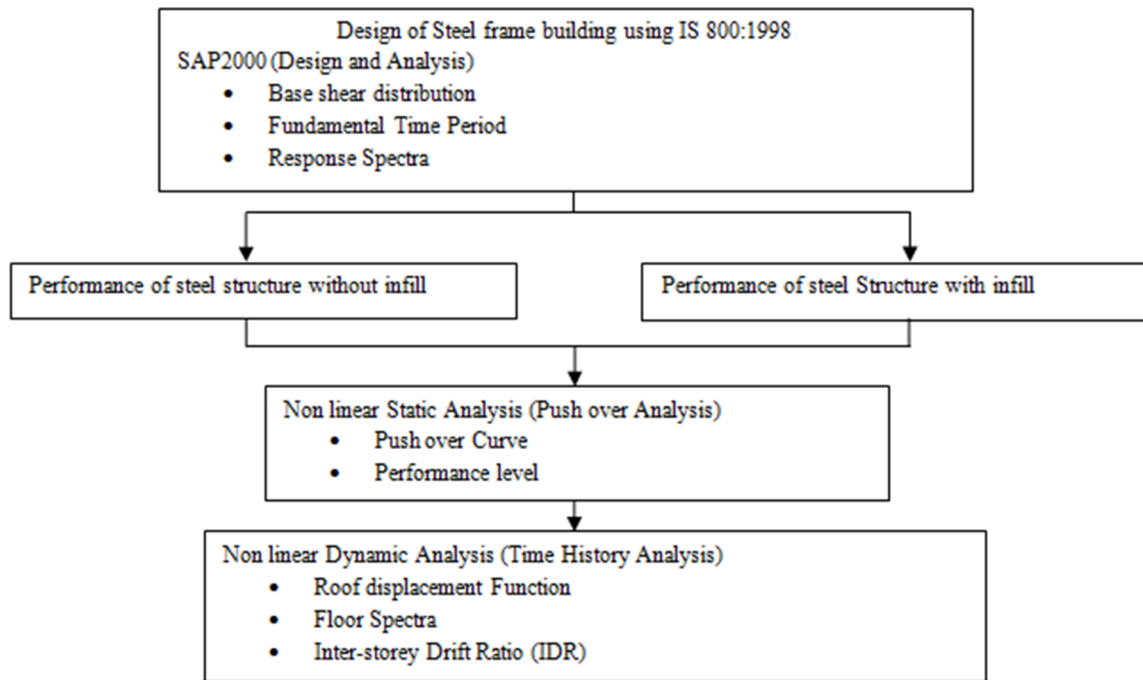 Design of Steel frame building using IS 800:1998
SAP2000 (Design and Analysis)
• Base shear distribution
• Fundamental Time Period
• Response Spectra
Performance of steel structure without infill
Performance of steel Structure with infill
Non linear Static Analysis (Push over Analysis)
• Push over Curve
• Performance level
Non linear Dynamic Analysis (Time History Analysis)
• Roof displacement Function
• Floor Spectra
• Inter-storey Drift Ratio (IDR)